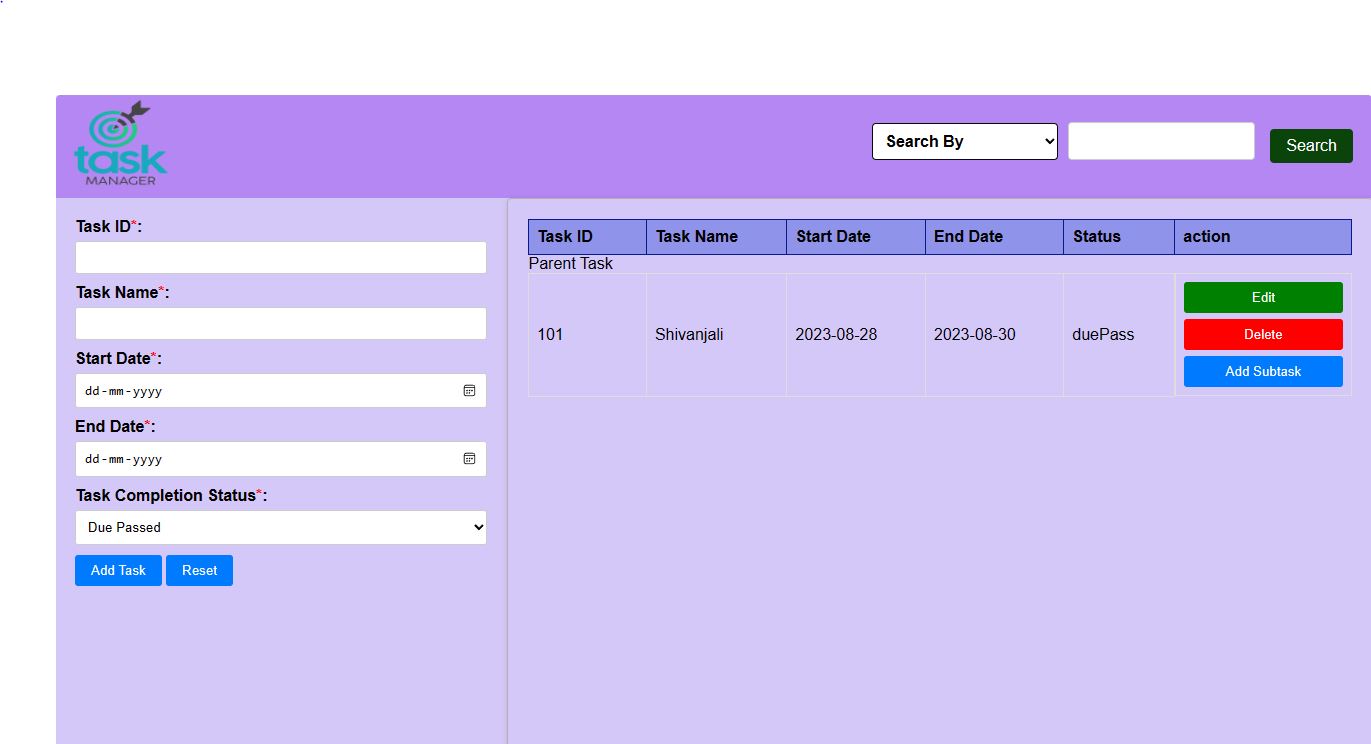 task
MANAGER
Search By
Search
Task ID*:
Task Name*:
Start Date*:
dd-mm-yyyy
End Date*:
dd-mm-yyyy
Task Completion Status*:
Due Passed
Add Task Reset
Task ID Task Name Start Date End Date Status action
Parent Task
101 Shivanjali 2023-08-28 2023-08-30 duePass
Edit
Delete
Add Subtask